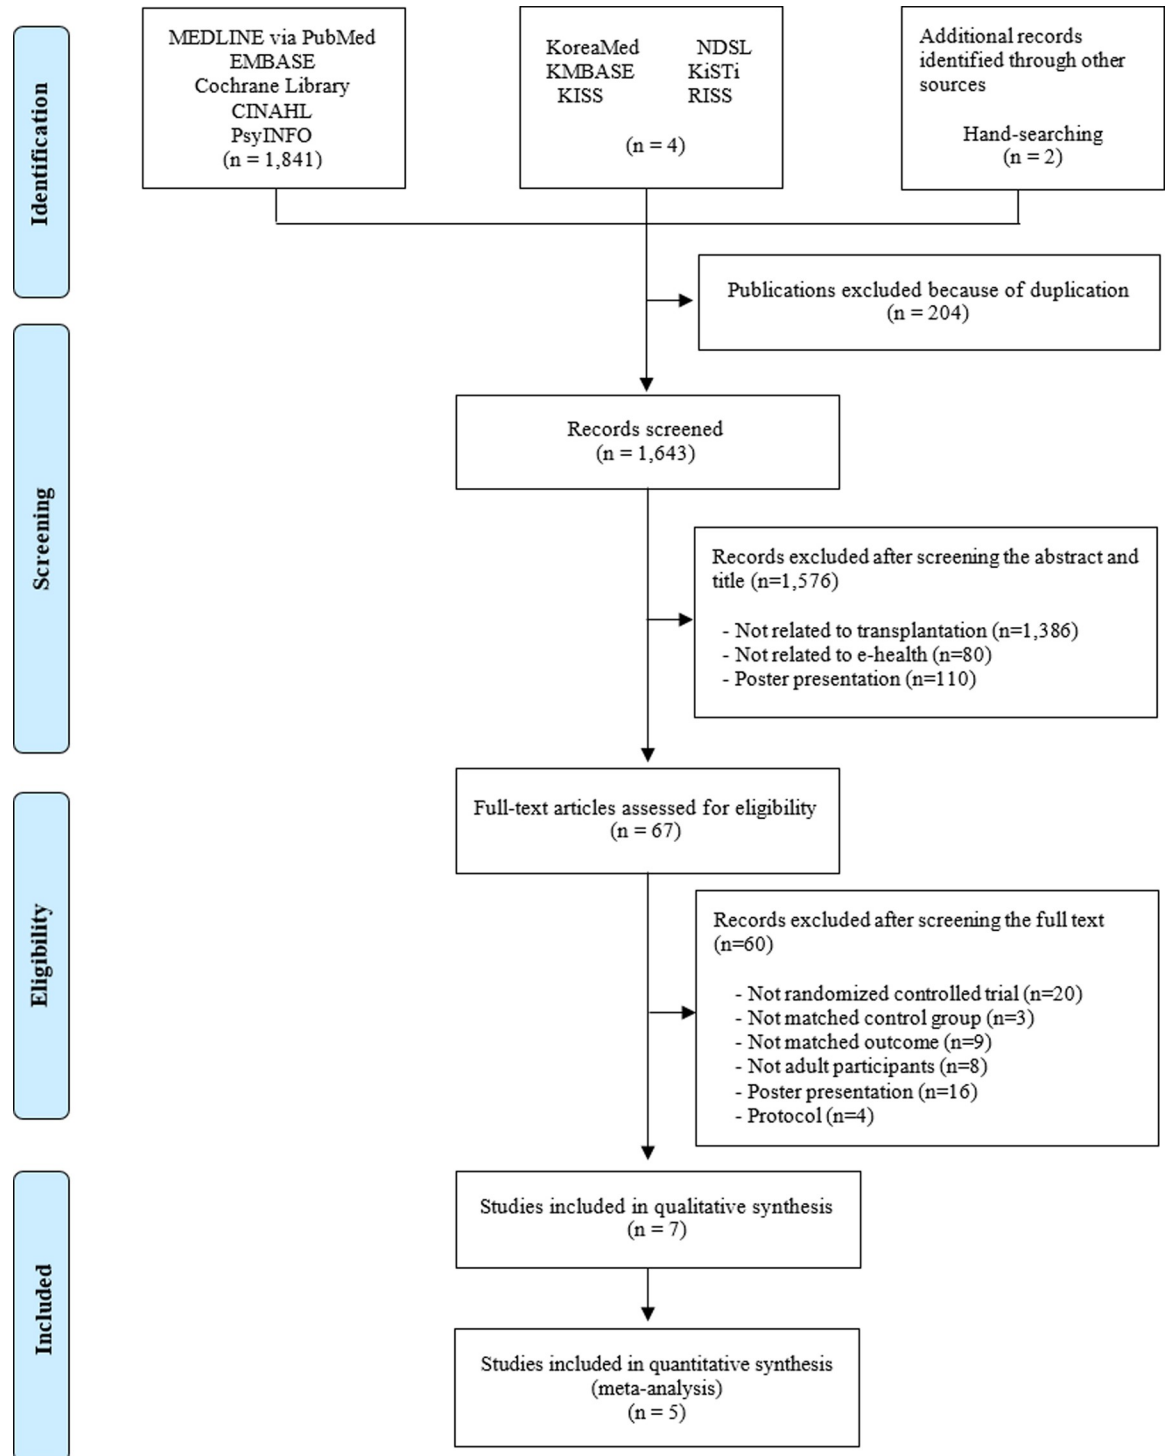 Identification
MEDLINE via PubMed
EMBASE
Cochrane Library
CINAHL
PsyINFO
(n = 1,841)
KoreaMed NDSL
KMBASE KiSTi
KISS RISS
(n = 4)
Additional records
identified through other
sources
Hand-searching
(n = 2)
Publications excluded because of duplication
(n = 204)
Screening
Records screened
(n = 1,643)
Records excluded after screening the abstract and
title (n=1,576)
- Not related to transplantation (n=1,386)
- Not related to e-health (n=80)
- Poster presentation (n=110)
Eligibility
Full-text articles assessed for eligibility
(n = 67)
Records excluded after screening the full text
(n=60)
- Not randomized controlled trial (n=20)
- Not matched control group (n=3)
- Not matched outcome (n=9)
- Not adult participants (n=8)
- Poster presentation (n=16)
- Protocol (n=4)
Included
Studies included in qualitative synthesis
(n = 7)
Studies included in quantitative synthesis
(meta-analysis)
(n = 5)